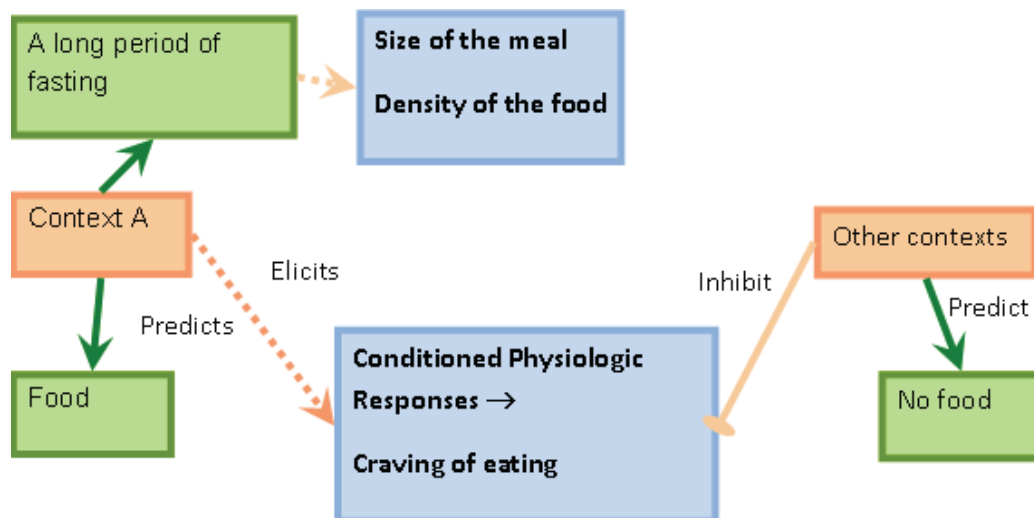 A long period of
fasting
Size of the meal
Density of the food
Context A
Other contexts
Elicits
Inhibit
Predicts
Predict
Conditioned Physiologic
Responses →
Craving of eating
Food
No food